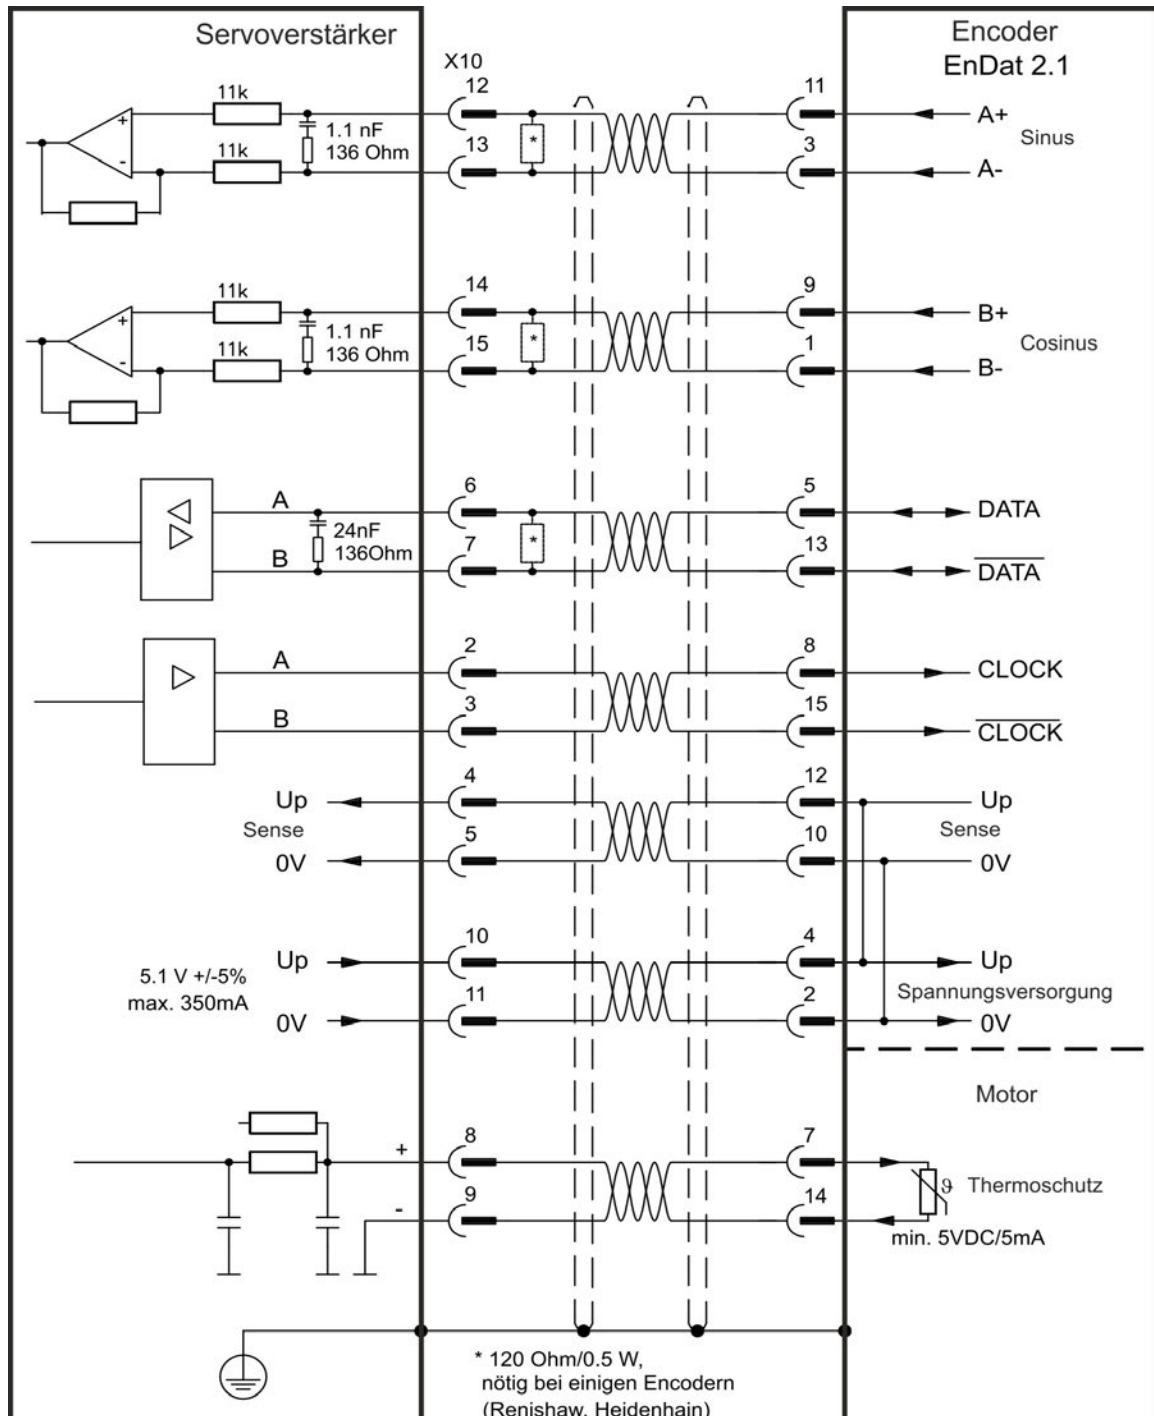 Servoverstärker
Encoder
EnDat 2.1
X10
11k
12
11
A+
+
1.1 nF
136 Ohm
*
Sinus
11k
-
13
3
A-
11k
14
9
B+
+
1.1 nF
136 Ohm
*
Cosinus
11k
-
15
1
B-
A
6
5
DATA
24nF
136Ohm
*
B
7
13
DATA
A
2
8
CLOCK
B
3
15
CLOCK
Up
4
12
Up
Sense
Sense
0V
5
10
0V
Up
10
4
Up
5.1 V +/-5%
max. 350mA
Spannungsversorgung
0V
11
2
0V
Motor
+
8
7
ϑ Thermoschutz
-
9
14
min. 5VDC/5mA
* 120 Ohm/0.5 W,
nötig bei einigen Encodern
(Renishaw, Heidenhain)